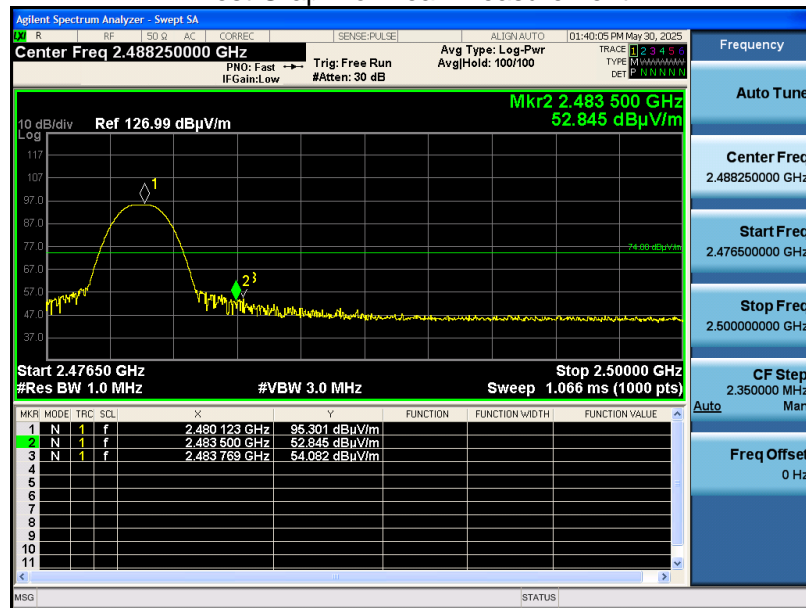 Agilent Spectrum Analyzer - Swept SA
LXI R RF 50 Ω AC CORREC SENSE:PULSE ALIGN AUTO 01:40:05 PM May 30, 2025
Center Freq 2.488250000 GHz
PNO: Fast
IFGain:Low
Trig: Free Run
#Atten: 30 dB
Avg Type: Log-Pwr
Avg|Hold: 100/100
TRACE 1 2 3 4 5 6
TYPE M
DET P N N N N N
Mkr2 2.483 500 GHz
52.845 dBµV/m
10 dB/div Ref 126.99 dBµV/m
Log
117
107
97.0
87.0
77.0
67.0
57.0
47.0
37.0
1
2 3
74.00 dBµV/m
Start 2.47650 GHz Stop 2.50000 GHz
#Res BW 1.0 MHz #VBW 3.0 MHz Sweep 1.066 ms (1000 pts)
MKR MODE TRC SCL X Y FUNCTION FUNCTION WIDTH FUNCTION VALUE
1 N 1 f 2.480 123 GHz 95.301 dBµV/m
2 N 1 f 2.483 500 GHz 52.845 dBµV/m
3 N 1 f 2.483 769 GHz 54.082 dBµV/m
4
5
6
7
8
9
10
11
MSG STATUS
Frequency
Auto Tune
Center Freq
2.488250000 GHz
Start Freq
2.476500000 GHz
Stop Freq
2.500000000 GHz
CF Step
2.350000 MHz
Auto Man
Freq Offset
0 Hz